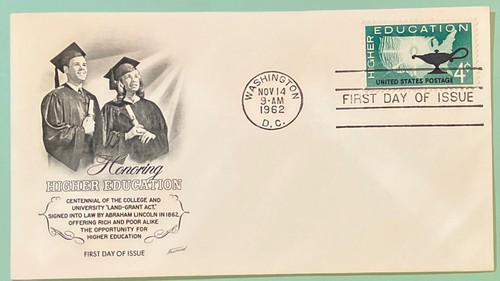 Honoring
HIGHER EDUCATION
CENTENNIAL OF THE COLLEGE AND
UNIVERSITY "LAND-GRANT ACT,"
SIGNED INTO LAW BY ABRAHAM LINCOLN IN 1862,
OFFERING RICH AND POOR ALIKE
THE OPPORTUNITY FOR
HIGHER EDUCATION
FIRST DAY OF ISSUE
WASHINGTON
NOV 14
9-AM
1962
D.C.
HIGHER EDUCATION
UNITED STATES POSTAGE
4¢
FIRST DAY OF ISSUE